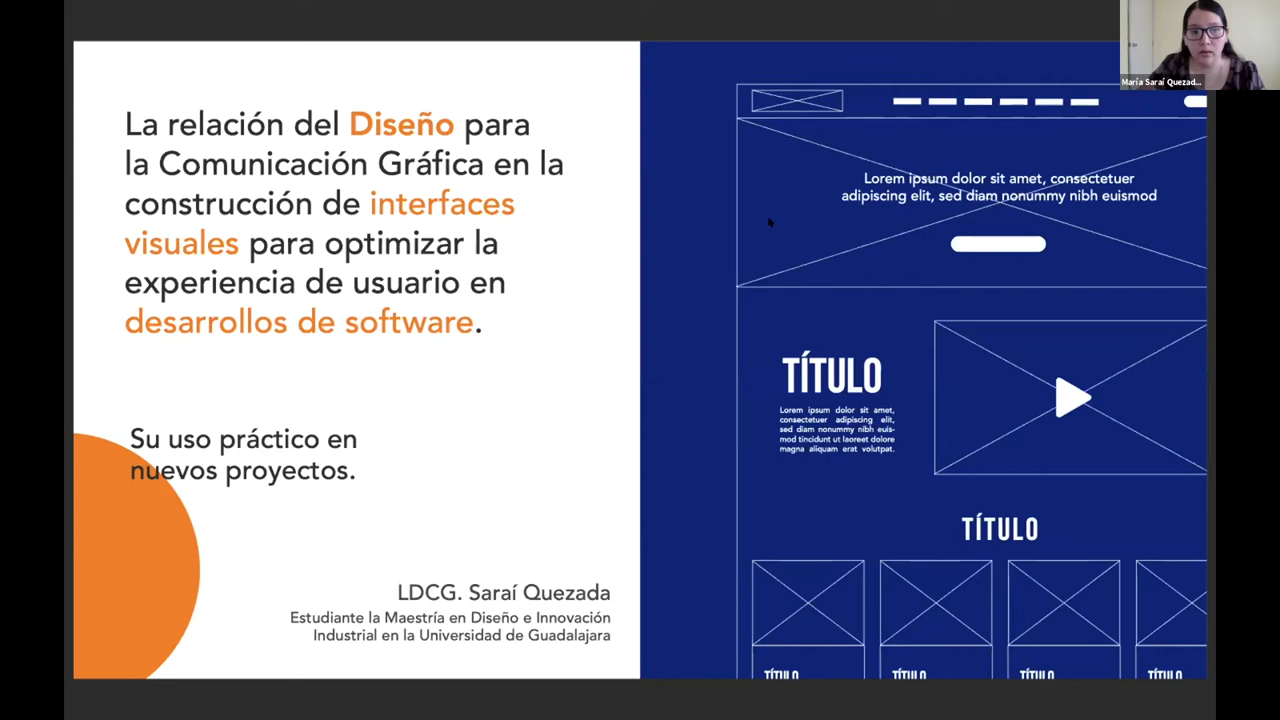 María Saraí Quezad...
La relación del Diseño para
la Comunicación Gráfica en la
construcción de interfaces
visuales para optimizar la
experiencia de usuario en
desarrollos de software.
Su uso práctico en
nuevos proyectos.
LDCG. Saraí Quezada
Estudiante la Maestría en Diseño e Innovación
Industrial en la Universidad de Guadalajara
Lorem ipsum dolor sit amet, consectetuer
adipiscing elit, sed diam nonummy nibh euismod
TÍTULO
Lorem ipsum dolor sit amet,
consectetuer adipiscing elit,
sed diam nonummy nibh euis-
mod tincidunt ut laoreet dolore
magna aliquam erat volutpat.
TÍTULO
TÍTULO TÍTULO TÍTULO TÍTULO